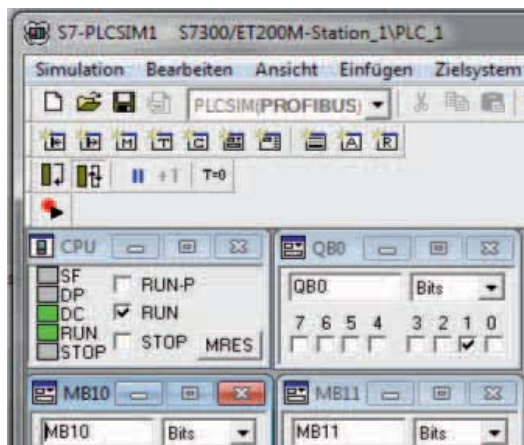 S7-PLCSIM1 S7300/ET200M-Station_1\PLC_1
Simulation Bearbeiten Ansicht Einfügen Zielsystem
PLCSIM(PROFIBUS)
M T C A R
+1 T=0
CPU
SF
DP
DC
RUN
STOP
RUN-P
RUN
STOP MRES
QB0
QB0 Bits
7 6 5 4 3 2 1 0
MB10
MB10 Bits
MB11
MB11 Bits